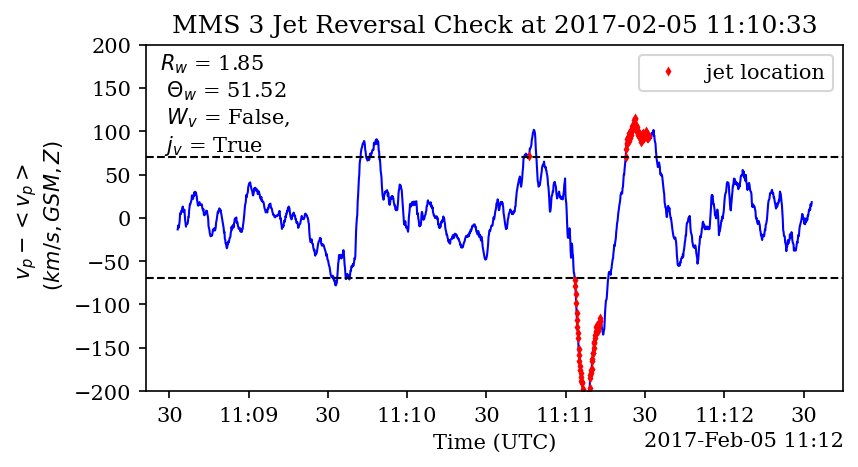 MMS 3 Jet Reversal Check at 2017-02-05 11:10:33
200
150
100
50
0
−50
−100
−150
−200
v_p − < v_p >
(km/s, GSM, Z)
R_w = 1.85
Θ_w = 51.52
W_v = False,
j_v = True
jet location
30 11:09 30 11:10 30 11:11 30 11:12 30
Time (UTC)
2017-Feb-05 11:12